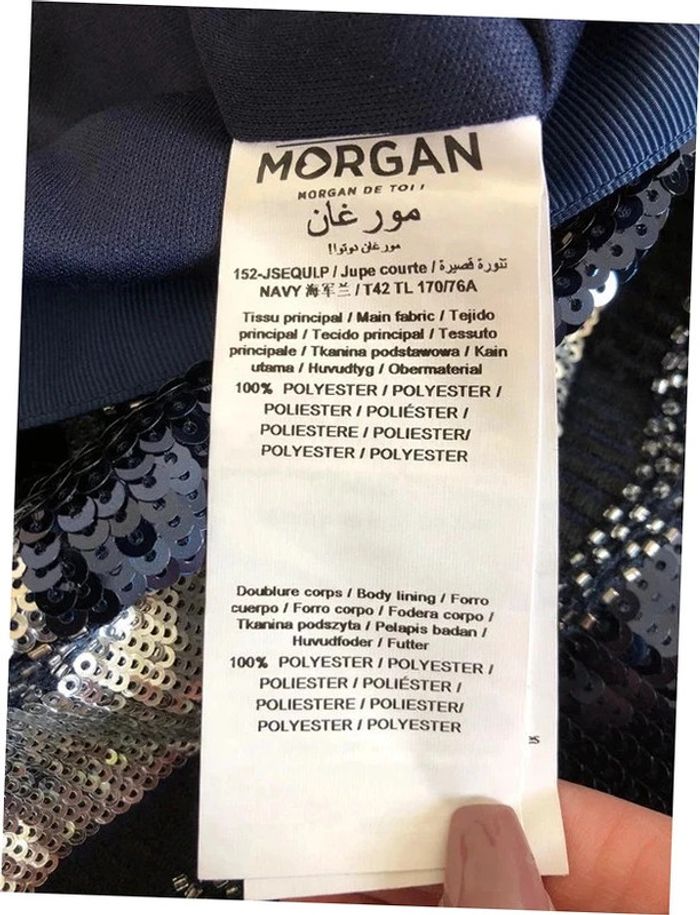 MORGAN
MORGAN DE TOI !
مورغان
مورغان دوتوا!
152-JSEQUI.P / Jupe courte / تنورة قصيرة
NAVY 海军兰 / T42 TL 170/76A
Tissu principal / Main fabric / Tejido
principal / Tecido principal / Tessuto
principale / Tkanina podstawowa / Kain
utama / Huvudtyg / Obermaterial
100% POLYESTER / POLYESTER /
POLIESTER / POLIÉSTER /
POLIESTERE / POLIESTER/
POLYESTER / POLYESTER
Doublure corps / Body lining / Forro
cuerpo / Forro corpo / Fodera corpo /
Tkanina podszyta / Pelapis badan /
Huvudfoder / Futter
100% POLYESTER / POLYESTER /
POLIESTER / POLIÉSTER /
POLIESTERE / POLIESTER/
POLYESTER / POLYESTER